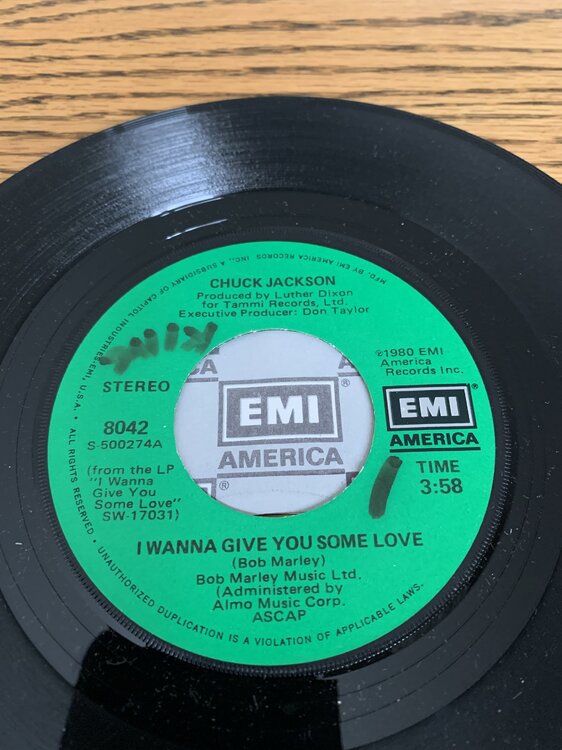 MFG. BY EMI AMERICA RECORDS INC., A SUBSIDIARY OF CAPITOL INDUSTRIES-EMI, U.S.A. • ALL RIGHTS RESERVED. • UNAUTHORIZED DUPLICATION IS A VIOLATION OF APPLICABLE LAWS.
CHUCK JACKSON
Produced by Luther Dixon
for Tammi Records, Ltd.
Executive Producer: Don Taylor
℗1980 EMI-
America
Records Inc.
STEREO
8042
S-500274A
(from the LP
"I Wanna
Give You
Some Love"
SW-17031)
EMI
AMERICA
®
EMI
AMERICA
®
TIME
3:58
I WANNA GIVE YOU SOME LOVE
(Bob Marley)
Bob Marley Music Ltd.
(Administered by
Almo Music Corp.
ASCAP